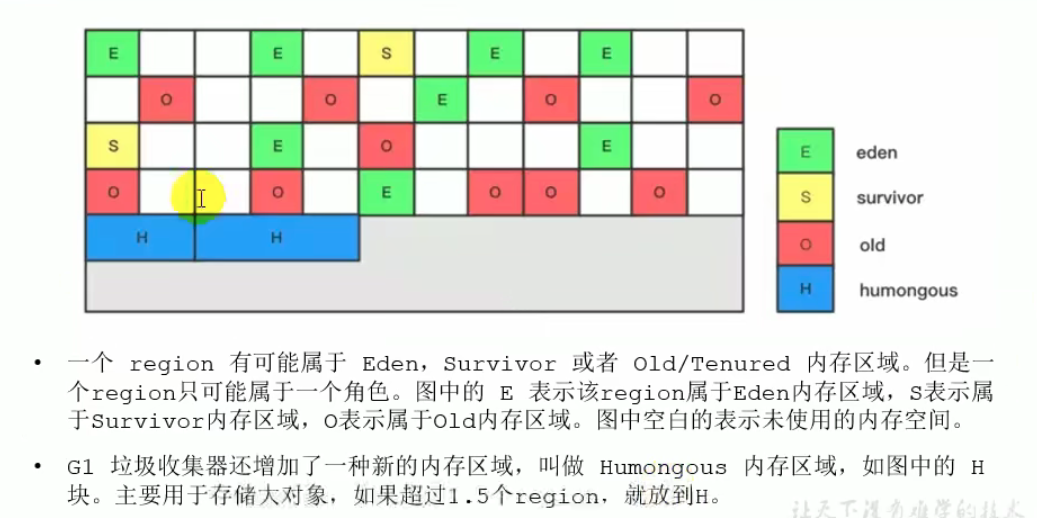 E E S E E
O O E O O
S E O E
O O E O O O
H H
E eden
S survivor
O old
H humongous
• 一个 region 有可能属于 Eden，Survivor 或者 Old/Tenured 内存区域。但是一
个region只可能属于一个角色。图中的 E 表示该region属于Eden内存区域，S表示属
于Survivor内存区域，O表示属于Old内存区域。图中空白的表示未使用的内存空间。
• G1 垃圾收集器还增加了一种新的内存区域，叫做 Humongous 内存区域，如图中的 H
块。主要用于存储大对象，如果超过1.5个region，就放到H。
让天下没有难学的技术